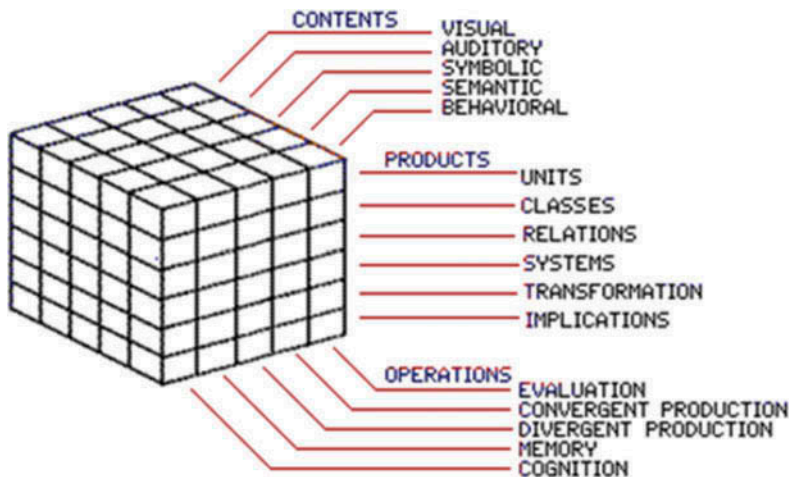 CONTENTS
VISUAL
AUDITORY
SYMBOLIC
SEMANTIC
BEHAVIORAL
PRODUCTS
UNITS
CLASSES
RELATIONS
SYSTEMS
TRANSFORMATION
IMPLICATIONS
OPERATIONS
EVALUATION
CONVERGENT PRODUCTION
DIVERGENT PRODUCTION
MEMORY
COGNITION